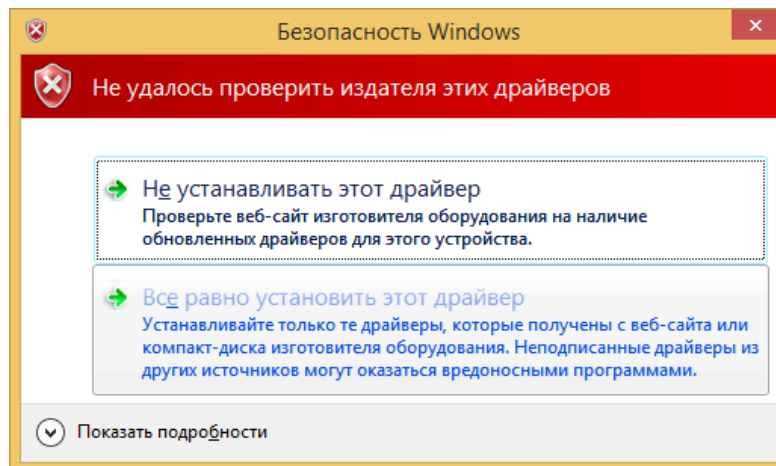 Безопасность Windows
Не удалось проверить издателя этих драйверов
Не устанавливать этот драйвер
Проверьте веб-сайт изготовителя оборудования на наличие
обновленных драйверов для этого устройства.
Все равно установить этот драйвер
Устанавливайте только те драйверы, которые получены с веб-сайта или
компакт-диска изготовителя оборудования. Неподписанные драйверы из
других источников могут оказаться вредоносными программами.
Показать подробности